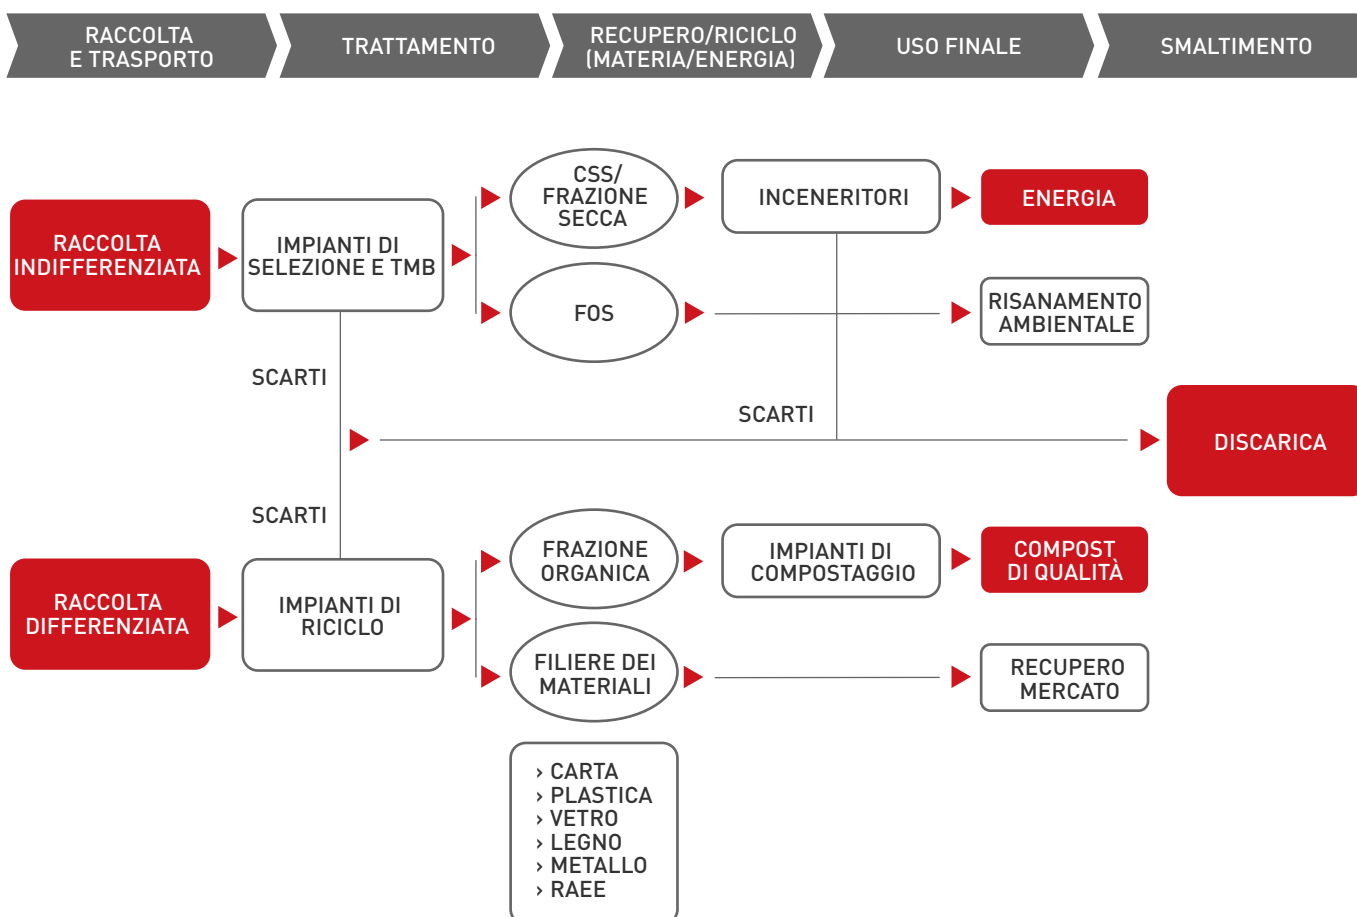 RACCOLTA
E TRASPORTO
TRATTAMENTO
RECUPERO/RICICLO
(MATERIA/ENERGIA)
USO FINALE
SMALTIMENTO
RACCOLTA
INDIFFERENZIATA
IMPIANTI DI
SELEZIONE E TMB
CSS/
FRAZIONE
SECCA
INCENERITORI
ENERGIA
FOS
RISANAMENTO
AMBIENTALE
SCARTI
SCARTI
DISCARICA
SCARTI
RACCOLTA
DIFFERENZIATA
IMPIANTI DI
RICICLO
FRAZIONE
ORGANICA
IMPIANTI DI
COMPOSTAGGIO
COMPOST
DI QUALITÀ
FILIERE DEI
MATERIALI
RECUPERO
MERCATO
› CARTA
› PLASTICA
› VETRO
› LEGNO
› METALLO
› RAEE